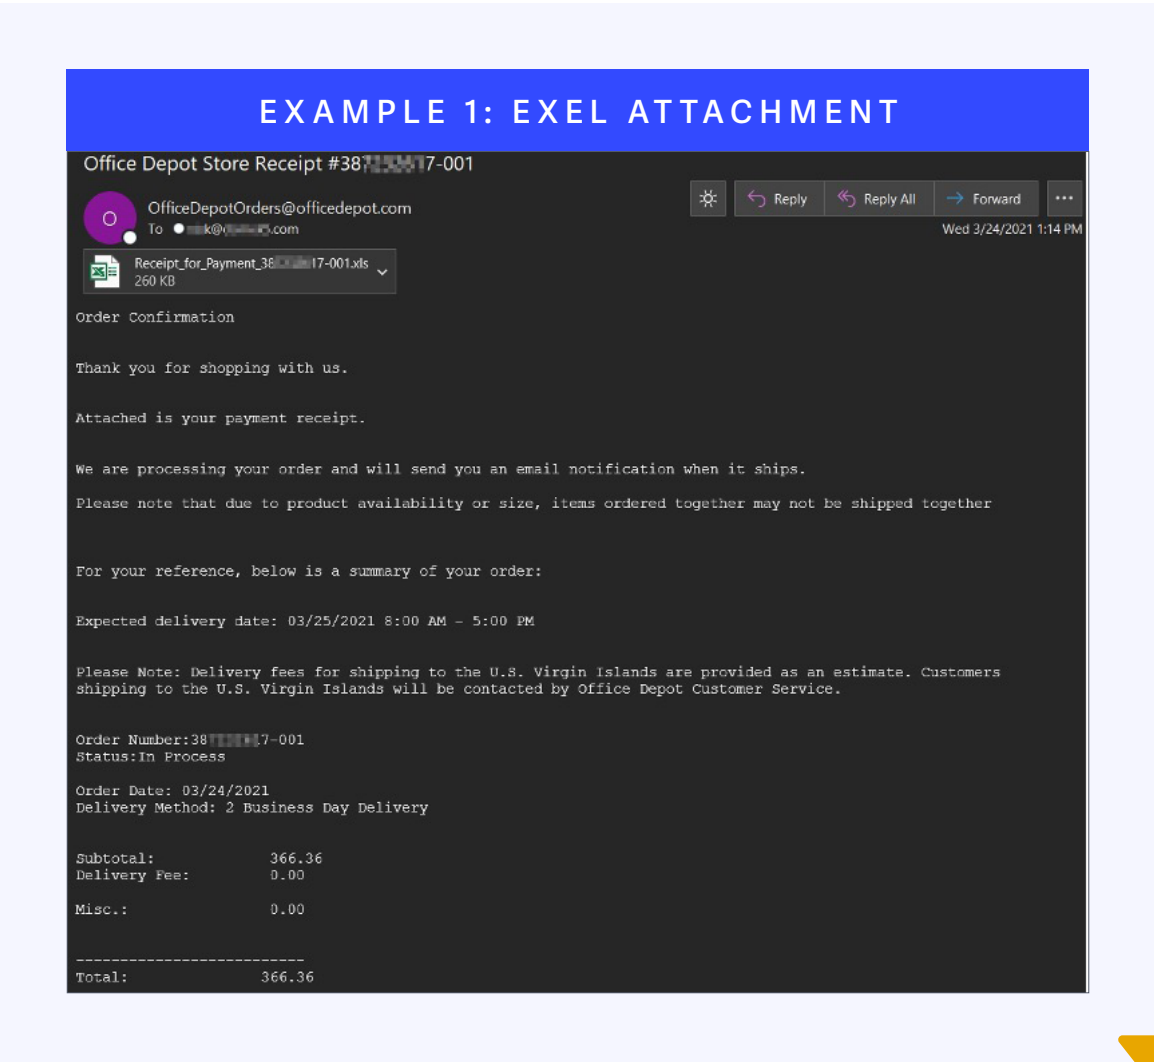 EXAMPLE 1: EXEL ATTACHMENT
Office Depot Store Receipt #38 7-001
O
OfficeDepotOrders@officedepot.com
Reply
Reply All
Forward
To k@ .com
Wed 3/24/2021 1:14 PM
Receipt_for_Payment_38 17-001.xls
260 KB
Order Confirmation
Thank you for shopping with us.
Attached is your payment receipt.
We are processing your order and will send you an email notification when it ships.
Please note that due to product availability or size, items ordered together may not be shipped together
For your reference, below is a summary of your order:
Expected delivery date: 03/25/2021 8:00 AM - 5:00 PM
Please Note: Delivery fees for shipping to the U.S. Virgin Islands are provided as an estimate. Customers
shipping to the U.S. Virgin Islands will be contacted by Office Depot Customer Service.
Order Number:38 7-001
Status:In Process
Order Date: 03/24/2021
Delivery Method: 2 Business Day Delivery
Subtotal: 366.36
Delivery Fee: 0.00
Misc.: 0.00
--------------------------
Total: 366.36